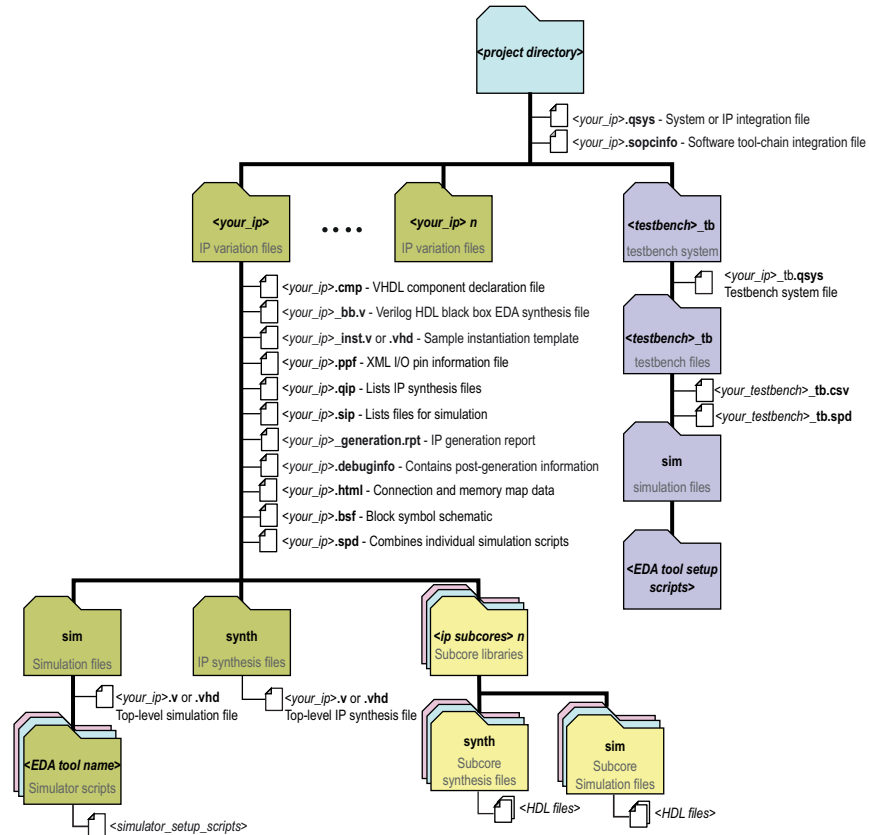 <project directory>
<your_ip>.qsys - System or IP integration file
<your_ip>.sopcinfo - Software tool-chain integration file
<your_ip>
IP variation files
<your_ip> n
IP variation files
<testbench>_tb
testbench system
<your_ip>_tb.qsys
Testbench system file
<testbench>_tb
testbench files
<your_testbench>_tb.csv
<your_testbench>_tb.spd
sim
simulation files
<EDA tool setup
scripts>
<your_ip>.cmp - VHDL component declaration file
<your_ip>_bb.v - Verilog HDL black box EDA synthesis file
<your_ip>_inst.v or .vhd - Sample instantiation template
<your_ip>.ppf - XML I/O pin information file
<your_ip>.qip - Lists IP synthesis files
<your_ip>.sip - Lists files for simulation
<your_ip>_generation.rpt - IP generation report
<your_ip>.debuginfo - Contains post-generation information
<your_ip>.html - Connection and memory map data
<your_ip>.bsf - Block symbol schematic
<your_ip>.spd - Combines individual simulation scripts
sim
Simulation files
<your_ip>.v or .vhd
Top-level simulation file
<EDA tool name>
Simulator scripts
<simulator_setup_scripts>
synth
IP synthesis files
<your_ip>.v or .vhd
Top-level IP synthesis file
<ip subcores> n
Subcore libraries
synth
Subcore
synthesis files
<HDL files>
sim
Subcore
Simulation files
<HDL files>